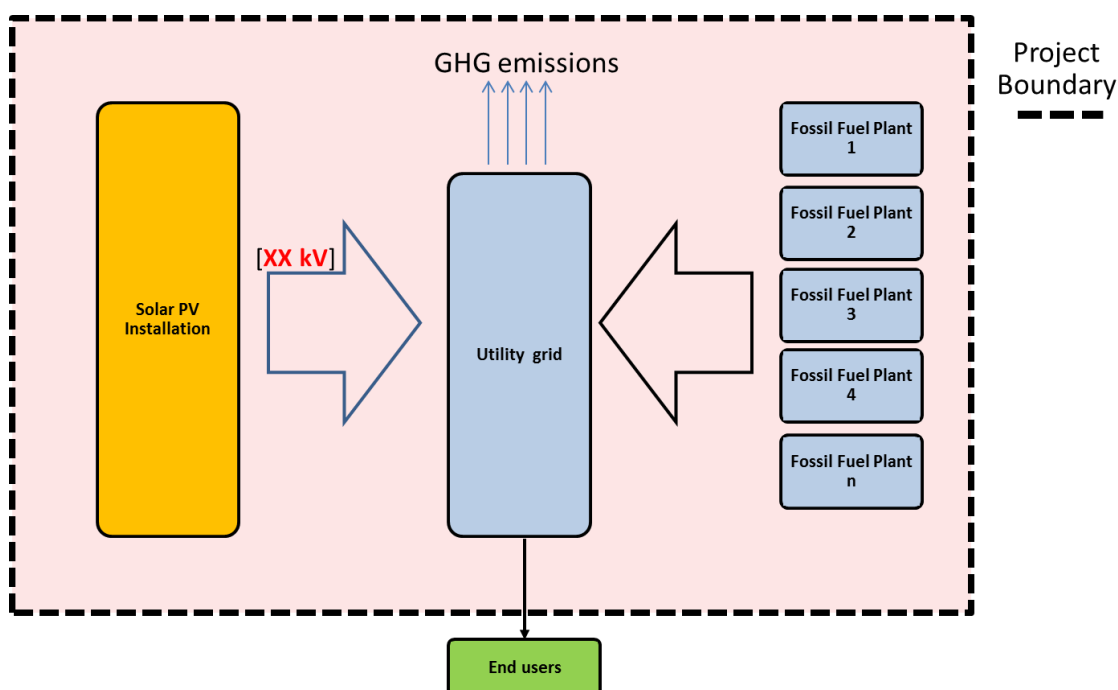 GHG emissions
Project
Boundary
Solar PV
Installation
[XX kV]
Utility grid
Fossil Fuel Plant
1
Fossil Fuel Plant
2
Fossil Fuel Plant
3
Fossil Fuel Plant
4
Fossil Fuel Plant
n
End users